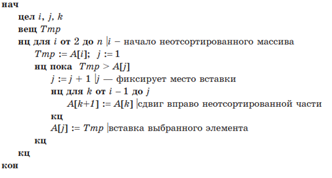 нач
цел i, j, k
вещ Tmp
нц для i от 2 до n |i – начало неотсортированного массива
Tmp := A[i]; j := 1
нц пока Tmp > A[j]
j := j + 1 |j — фиксирует место вставки
нц для k от i – 1 до j
A[k+1] := A[k] |сдвиг вправо неотсортированной части
кц
A[j] := Tmp |вставка выбранного элемента
кц
кц
кон